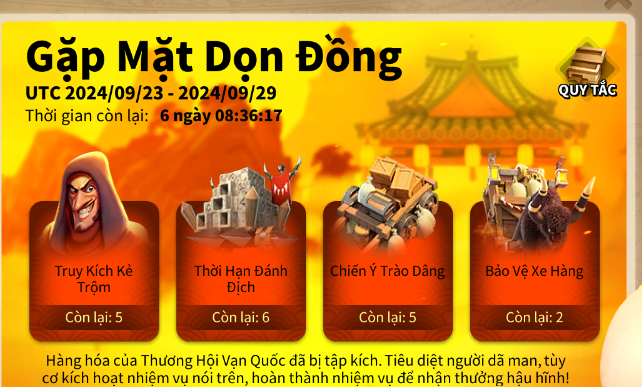 Gặp Mặt Dọn Đồng
UTC 2024/09/23 - 2024/09/29
Thời gian còn lại: 6 ngày 08:36:17
QUY TẮC
Truy Kích Kẻ
Trộm
Còn lại: 5
Thời Hạn Đánh
Địch
Còn lại: 6
Chiến Ý Trào Dâng
Còn lại: 5
Bảo Vệ Xe Hàng
Còn lại: 2
Hàng hóa của Thương Hội Vạn Quốc đã bị tập kích. Tiêu diệt người dã man, tùy
cơ kích hoạt nhiệm vụ nói trên, hoàn thành nhiệm vụ để nhận thưởng hậu hĩnh!